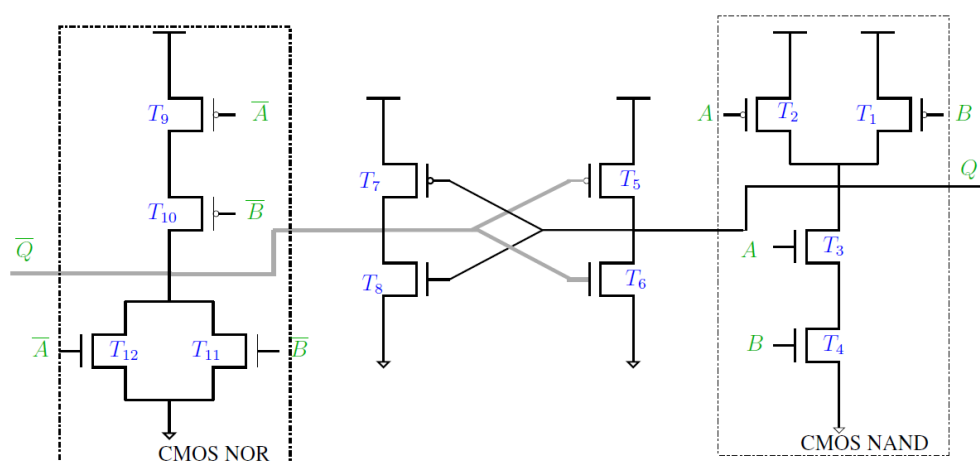 A
T₂
T₁
B
T₉
A̅
Q
T₇
T₅
T₁₀
B̅
Q̅
A
T₃
T₈
T₆
A̅
T₁₂
T₁₁
B̅
B
T₄
CMOS NOR
CMOS NAND